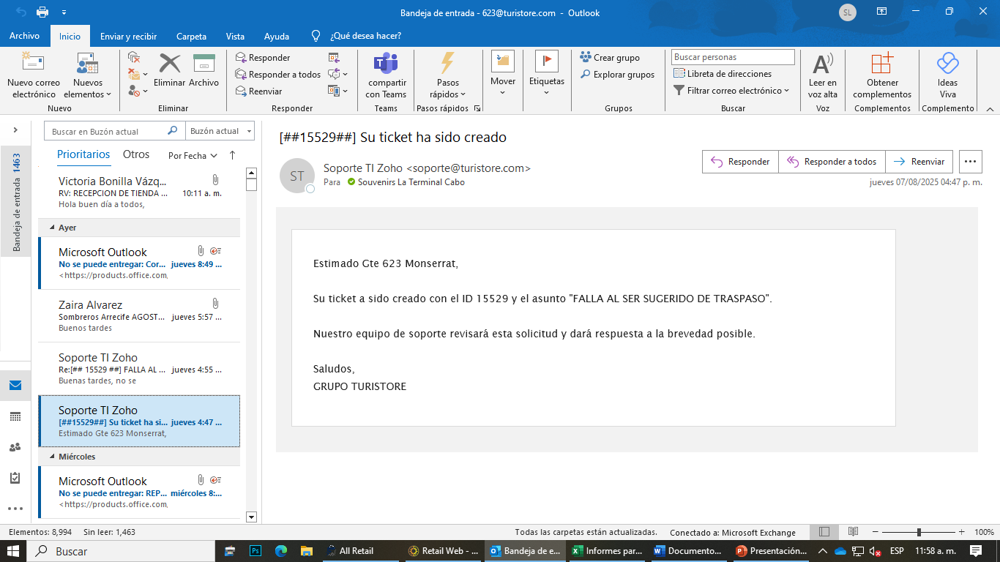 Bandeja de entrada - 623@turistore.com - Outlook
SL
Archivo
Inicio
Enviar y recibir
Carpeta
Vista
Ayuda
¿Qué desea hacer?
Nuevo correo electrónico
Nuevos elementos
Nuevo
Eliminar
Archivo
Eliminar
Responder
Responder a todos
Reenviar
Responder
compartir con Teams
Teams
Pasos rápidos
Pasos rápidos
Mover
Etiquetas
Crear grupo
Explorar grupos
Grupos
Buscar personas
Libreta de direcciones
Filtrar correo electrónico
Buscar
Leer en voz alta
Voz
Obtener complementos
Complementos
Ideas Viva
Complemento
Bandeja de entrada 1463
Buscar en Buzón actual
Buzón actual
Prioritarios
Otros
Por Fecha
Victoria Bonilla Vázq...
RV: RECEPCION DE TIENDA ... 10:11 a. m.
Hola buen día a todos,
Ayer
Microsoft Outlook
No se puede entregar: Cor... jueves 8:49 ...
<https://products.office.com,
Zaira Alvarez
Sombreros Arrecife AGOST... jueves 5:57 ...
Buenos tardes
Soporte TI Zoho
Re:[## 15529 ##] FALLA AL ... jueves 4:55 ...
Buenas tardes, no se
Soporte TI Zoho
[##15529##] Su ticket ha si... jueves 4:47 ...
Estimado Gte 623 Monserrat,
Miércoles
Microsoft Outlook
No se puede entregar: REP... miércoles 8:...
<https://products.office.com,
[##15529##] Su ticket ha sido creado
ST
Soporte TI Zoho <soporte@turistore.com>
Para Souvenirs La Terminal Cabo
Responder
Responder a todos
Reenviar
jueves 07/08/2025 04:47 p. m.
Estimado Gte 623 Monserrat,
Su ticket a sido creado con el ID 15529 y el asunto "FALLA AL SER SUGERIDO DE TRASPASO".
Nuestro equipo de soporte revisará esta solicitud y dará respuesta a la brevedad posible.
Saludos,
GRUPO TURISTORE
Elementos: 8,994 Sin leer: 1,463
Todas las carpetas están actualizadas. Conectado a: Microsoft Exchange
100%
Buscar
Ps
All Retail
Retail Web - ...
Bandeja de e...
Informes par...
Documento...
Presentación...
ESP
11:58 a. m.